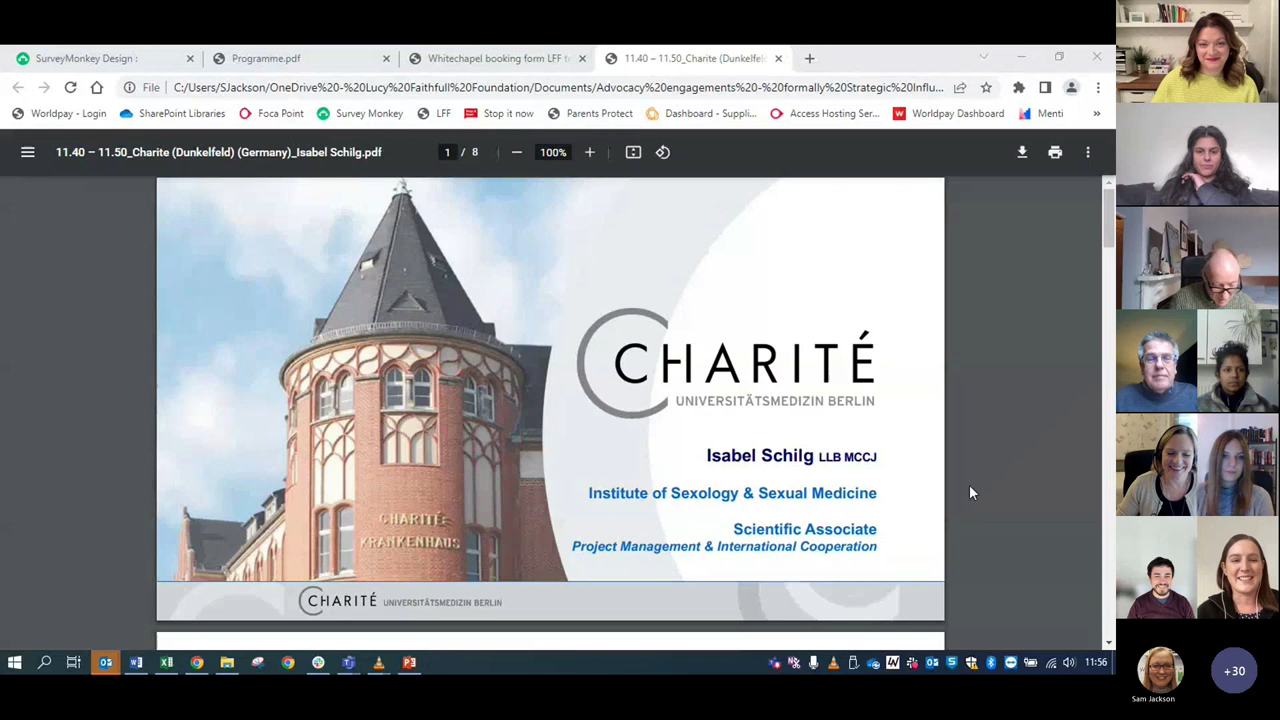 SurveyMonkey Design :
Programme.pdf
Whitechapel booking form LFF t
11.40 – 11.50_Charite (Dunkelfel
File
C:/Users/SJackson/OneDrive%20-%20Lucy%20Faithfull%20Foundation/Documents/Advocacy%20engagements%20-%20formally%20Strategic%20Influ...
Worldpay - Login
SharePoint Libraries
Foca Point
Survey Monkey
LFF
Stop it now
Parents Protect
Dashboard - Suppli...
Access Hosting Ser...
Worldpay Dashboard
Menti
»
11.40 – 11.50_Charite (Dunkelfeld) (Germany)_Isabel Schilg.pdf
1 / 8
100%
CHARITÉ
UNIVERSITÄTSMEDIZIN BERLIN
Isabel Schilg LLB MCCJ
Institute of Sexology & Sexual Medicine
Scientific Associate
Project Management & International Cooperation
CHARITÉ
KRANKENHAUS
CHARITÉ UNIVERSITÄTSMEDIZIN BERLIN
11:56
+30
Sam Jackson